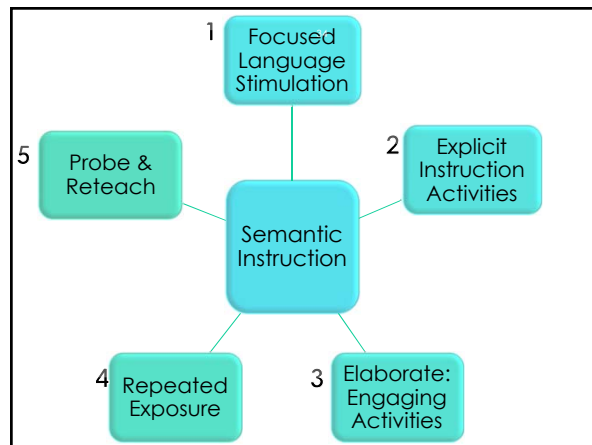 1
Focused
Language
Stimulation
2
Explicit
Instruction
Activities
3
Elaborate:
Engaging
Activities
4
Repeated
Exposure
5
Probe &
Reteach
Semantic
Instruction